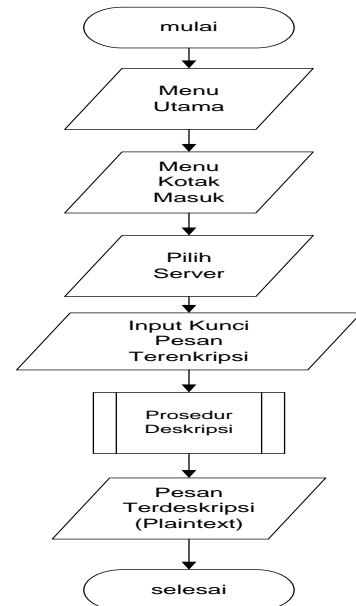 mulai
Menu
Utama
Menu
Kotak
Masuk
Pilih
Server
Input Kunci
Pesan
Terenkripsi
Prosedur
Deskripsi
Pesan
Terdeskripsi
(Plaintext)
selesai